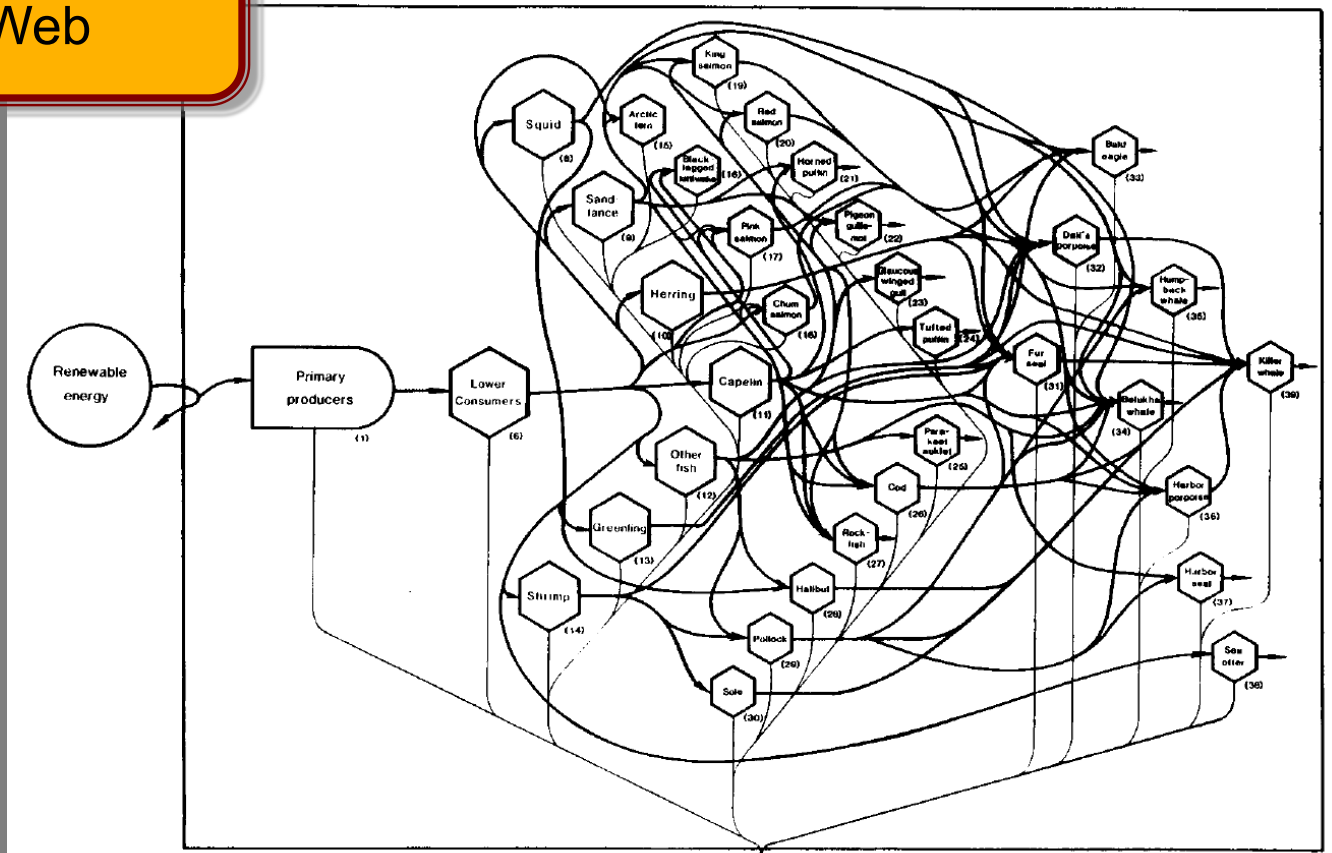 Web
Renewable
energy
Primary
producers
(1)
Lower
Consumers
(6)
Squid
(8)
Sand-
lance
(9)
Herring
(10)
Capelin
(11)
Other
fish
(12)
Greenling
(13)
Shrimp
(14)
Arctic
tern
(15)
Black
legged
(16)
Pink
salmon
(17)
Chum
salmon
King
salmon
(19)
Red
salmon
(20)
Horned
puffin
(21)
Pigeon
guille-
mot
(22)
Glaucous
winged
gull
(23)
Tufted
puffin
(24)
Para-
keet
auklet
(25)
Cod
(26)
Rock-
fish
(27)
Halibut
Pollock
(29)
Sole
(30)
Fur
seal
(31)
Dall's
porpoise
(32)
Bald
eagle
(33)
Belukha
whale
(34)
Hump-
back
whale
(35)
Harbor
porpoise
(36)
Harbor
seal
(37)
Sea
otter
Killer
whale
(39)